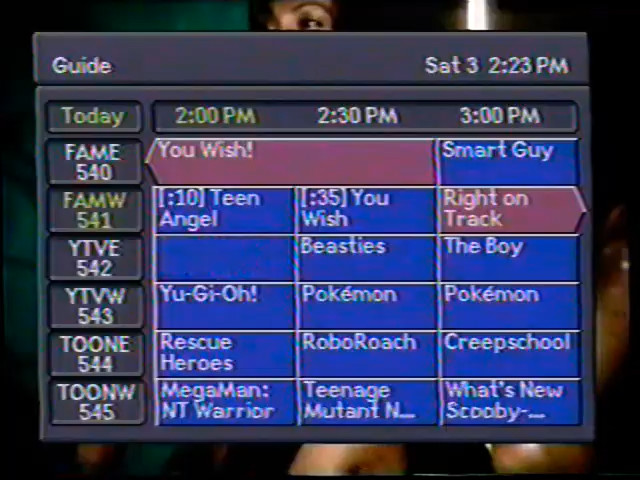 Guide Sat 3 2:23 PM
Today 2:00 PM 2:30 PM 3:00 PM
FAME
540
You Wish!
Smart Guy
FAMW
541
[:10] Teen
Angel
[:35] You
Wish
Right on
Track
YTVE
542
Beasties
The Boy
YTVW
543
Yu-Gi-Oh!
Pokémon
Pokémon
TOONE
544
Rescue
Heroes
RoboRoach
Creepschool
TOONW
545
MegaMan:
NT Warrior
Teenage
Mutant N...
What's New
Scooby-...